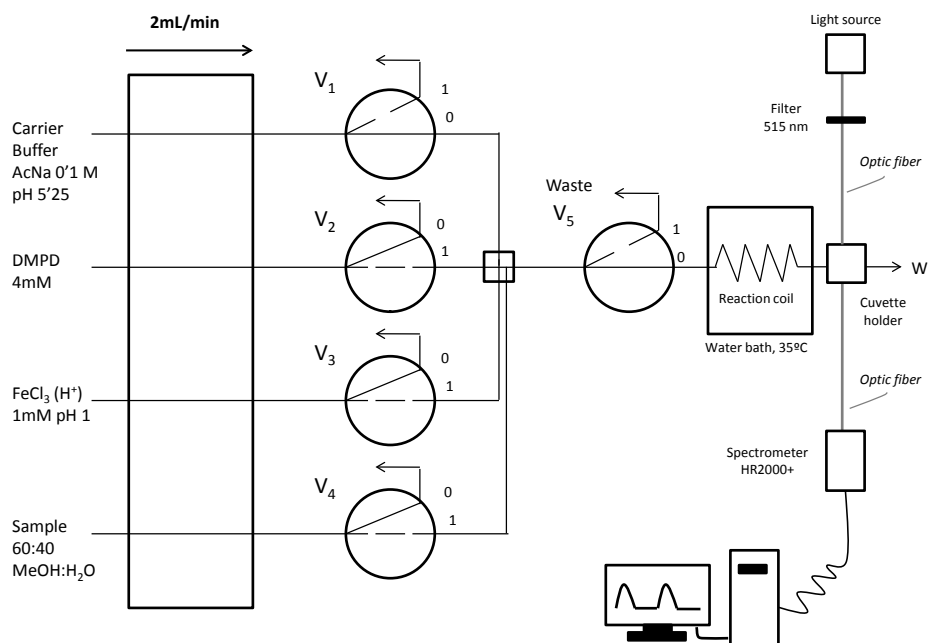 2mL/min
Light source
V1
1
0
Filter
515 nm
Carrier
Buffer
AcNa 0'1 M
pH 5'25
Optic fiber
V2
0
1
Waste
V5
1
0
DMPD
4mM
W
Reaction coil
Cuvette
holder
Water bath, 35ºC
V3
0
1
FeCl3 (H+)
1mM pH 1
Optic fiber
Spectrometer
HR2000+
V4
0
1
Sample
60:40
MeOH:H2O